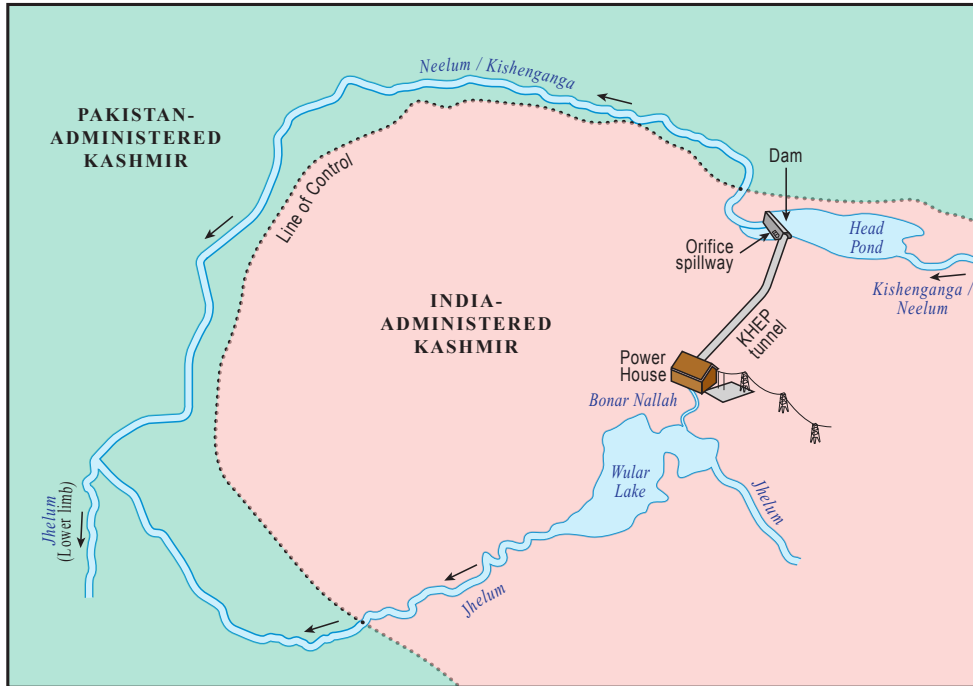 Neelum / Kishenganga
PAKISTAN-
ADMINISTERED
KASHMIR
Line of Control
Dam
Head
Pond
Orifice
spillway
Kishenganga /
Neelum
INDIA-
ADMINISTERED
KASHMIR
KHEP
tunnel
Power
House
Bonar Nallah
Wular
Lake
Jhelum
Jhelum
(Lower limb)
Jhelum